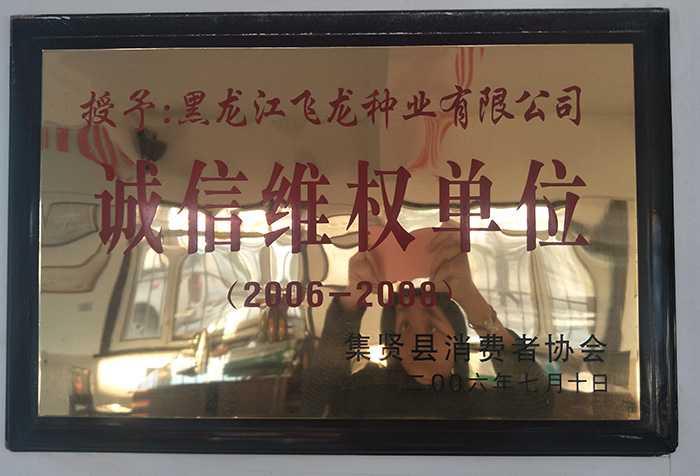 授予:黑龙江飞龙种业有限公司
诚信维权单位
(2006-2008)
集贤县消费者协会
二00六年七月十日